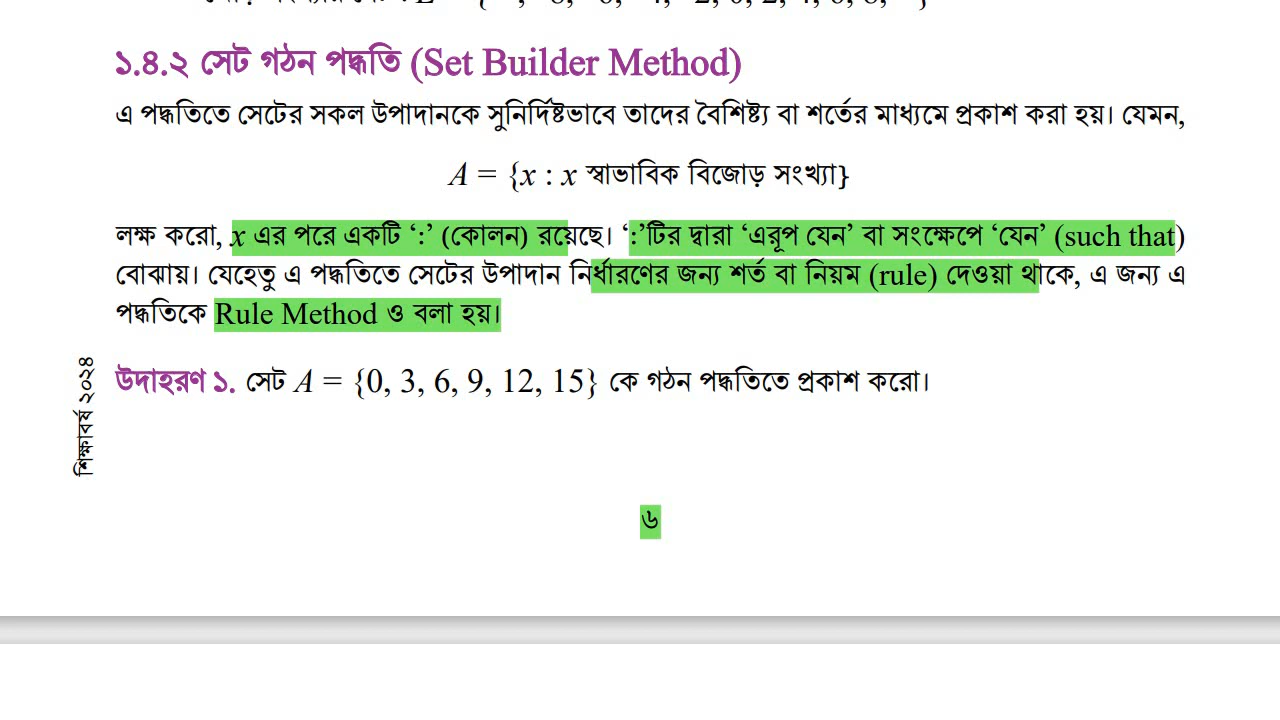 ১.৪.২ সেট গঠন পদ্ধতি (Set Builder Method)
এ পদ্ধতিতে সেটের সকল উপাদানকে সুনির্দিষ্টভাবে তাদের বৈশিষ্ট্য বা শর্তের মাধ্যমে প্রকাশ করা হয়। যেমন,
A = {x : x স্বাভাবিক বিজোড় সংখ্যা}
লক্ষ করো, x এর পরে একটি ‘:’ (কোলন) রয়েছে। ‘:’টির দ্বারা ‘এরূপ যেন’ বা সংক্ষেপে ‘যেন’ (such that)
বোঝায়। যেহেতু এ পদ্ধতিতে সেটের উপাদান নির্ধারণের জন্য শর্ত বা নিয়ম (rule) দেওয়া থাকে, এ জন্য এ
পদ্ধতিকে Rule Method ও বলা হয়।
উদাহরণ ১. সেট A = {0, 3, 6, 9, 12, 15} কে গঠন পদ্ধতিতে প্রকাশ করো।
শিক্ষাবর্ষ ২০২৪
৬